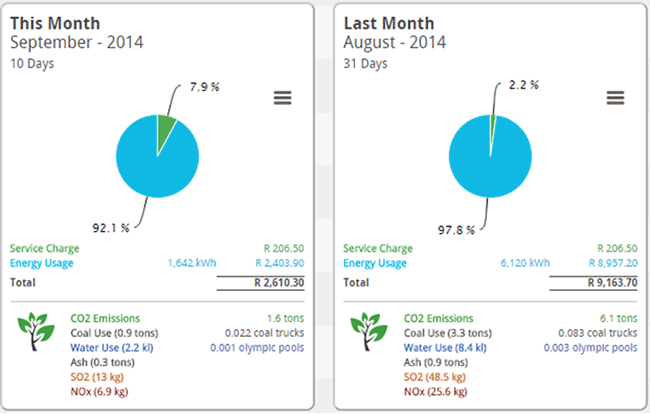 This Month
September - 2014
10 Days
7.9 %
92.1 %
Service Charge R 206.50
Energy Usage 1,642 kWh R 2,403.90
Total R 2,610.30
CO2 Emissions 1.6 tons
Coal Use (0.9 tons) 0.022 coal trucks
Water Use (2.2 kl) 0.001 olympic pools
Ash (0.3 tons)
SO2 (13 kg)
NOx (6.9 kg)
Last Month
August - 2014
31 Days
2.2 %
97.8 %
Service Charge R 206.50
Energy Usage 6,120 kWh R 8,957.20
Total R 9,163.70
CO2 Emissions 6.1 tons
Coal Use (3.3 tons) 0.083 coal trucks
Water Use (8.4 kl) 0.003 olympic pools
Ash (0.9 tons)
SO2 (48.5 kg)
NOx (25.6 kg)